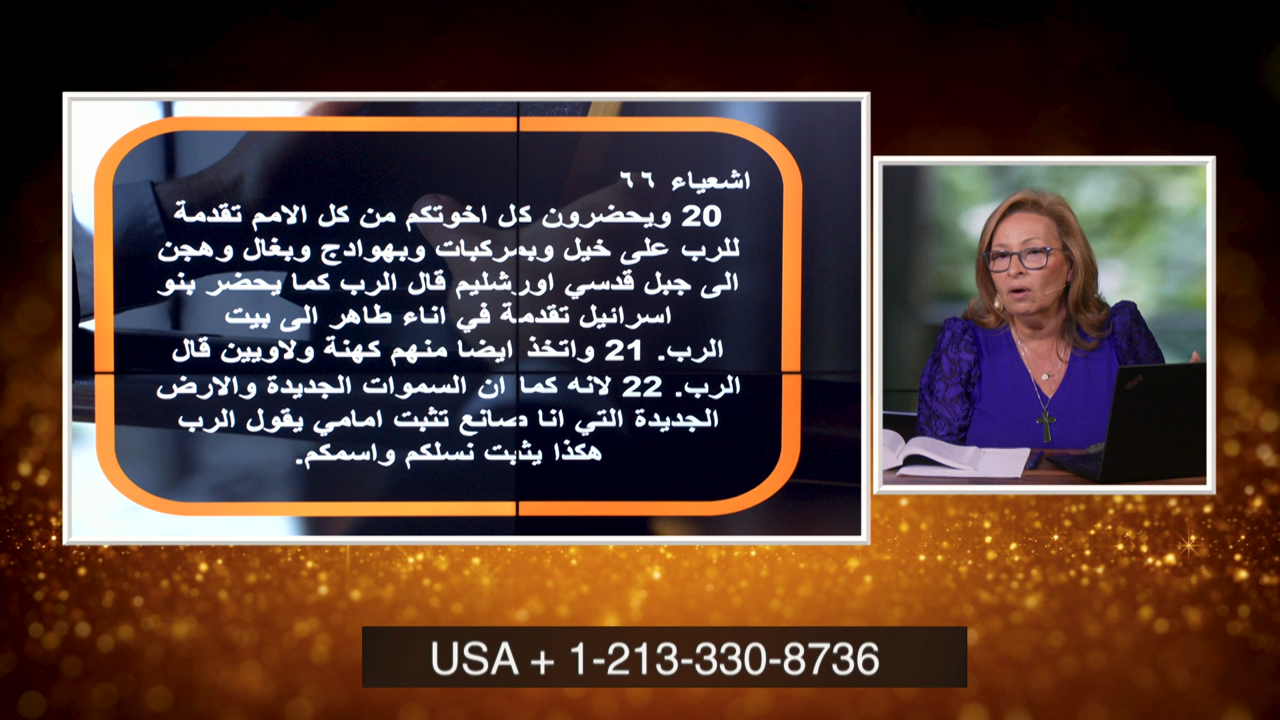 اشعياء ٦٦
20 ويحضرون كل اخوتكم من كل الامم تقدمة
للرب على خيل وبمركبات وبهوادج وبغال وهجن
الى جبل قدسي اورشليم قال الرب كما يحضر بنو
اسرائيل تقدمة في اناء طاهر الى بيت
الرب. 21 واتخذ ايضا منهم كهنة ولاويين قال
الرب. 22 لانه كما ان السموات الجديدة والارض
الجديدة التي انا صانع تثبت امامي يقول الرب
هكذا يثبت نسلكم واسمكم.
USA + 1-213-330-8736